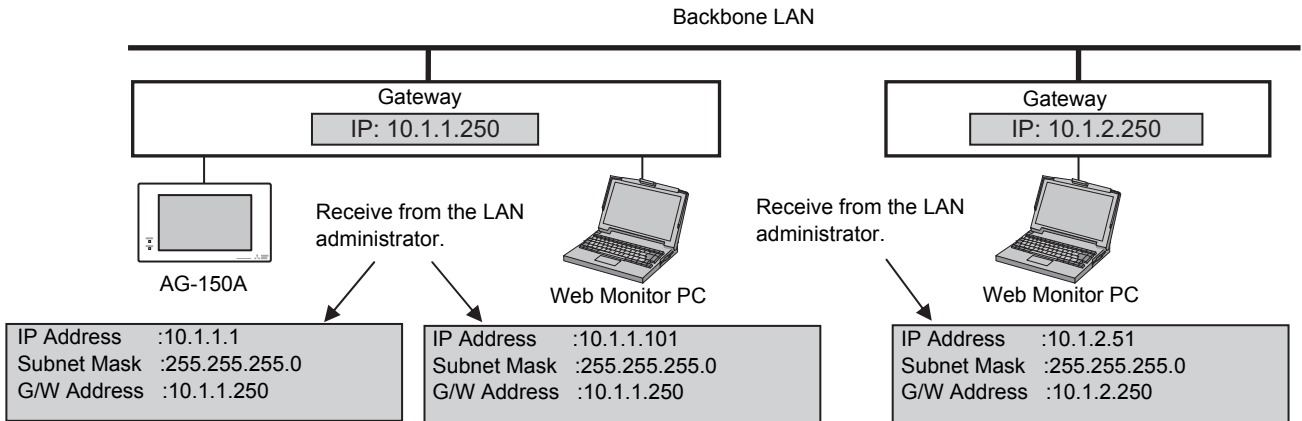 Backbone LAN
Gateway
IP: 10.1.1.250
Gateway
IP: 10.1.2.250
Receive from the LAN
administrator.
Receive from the LAN
administrator.
AG-150A
Web Monitor PC
Web Monitor PC
IP Address :10.1.1.1
Subnet Mask :255.255.255.0
G/W Address :10.1.1.250
IP Address :10.1.1.101
Subnet Mask :255.255.255.0
G/W Address :10.1.1.250
IP Address :10.1.2.51
Subnet Mask :255.255.255.0
G/W Address :10.1.2.250